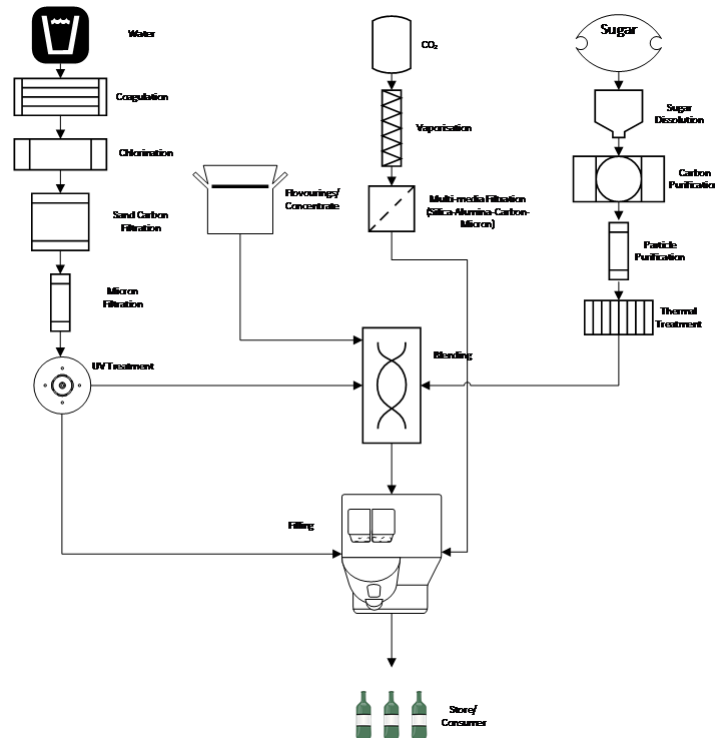 Water
CO₂
Sugar
Coagulation
Sugar
Dissolution
Vaporisation
Chlorination
Carbon
Purification
Flovourings/
Concentrate
Multi-media Filtration
(Silica-Alumina-Carbon-
Micron)
Sand Carbon
Filtration
Particle
Purification
Micron
Filtration
Thermal
Treatment
Blending
UV Treatment
Filling
Store/
Consumer